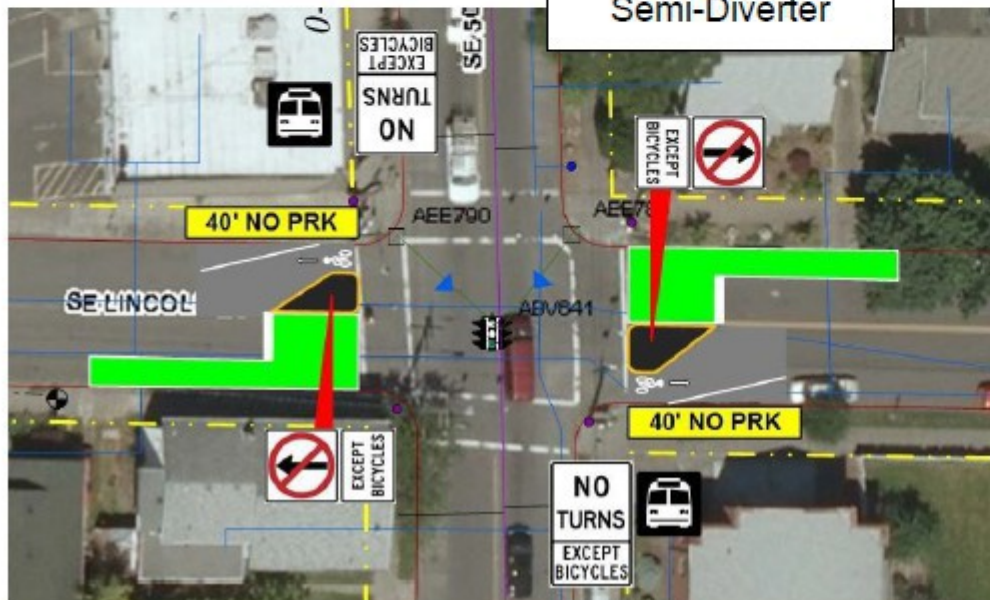 Semi-Diverter
SE 50
EXCEPT
BICYCLES
NO
TURNS
EXCEPT
BICYCLES
40' NO PRK
AEE790
AEE78
SE LINCOL
ABV641
40' NO PRK
EXCEPT
BICYCLES
NO
TURNS
EXCEPT
BICYCLES